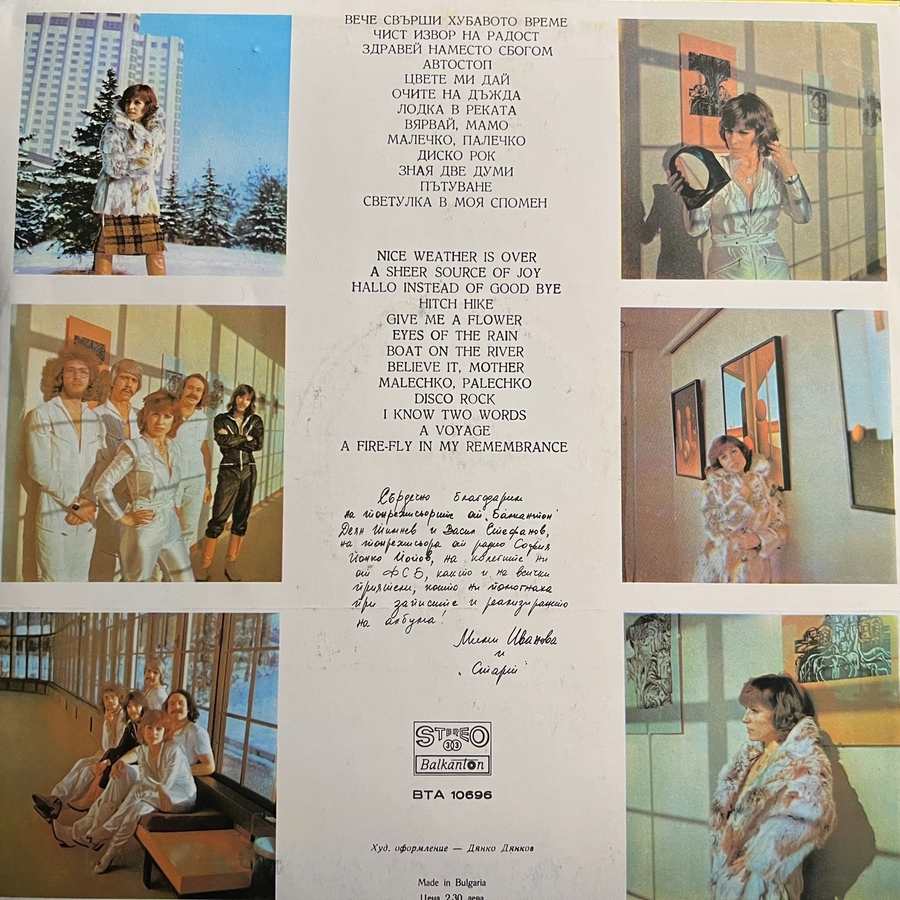 ВЕЧЕ СВЪРШИ ХУБАВОТО ВРЕМЕ
ЧИСТ ИЗВОР НА РАДОСТ
ЗДРАВЕЙ НАМЕСТО СБОГОМ
АВТОСТОП
ЦВЕТЕ МИ ДАЙ
ОЧИТЕ НА ДЪЖДА
ЛОДКА В РЕКАТА
ВЯРВАЙ, МАМО
МАЛЕЧКО, ПАЛЕЧКО
ДИСКО РОК
ЗНАЯ ДВЕ ДУМИ
ПЪТУВАНЕ
СВЕТУЛКА В МОЯ СПОМЕН
NICE WEATHER IS OVER
A SHEER SOURCE OF JOY
HALLO INSTEAD OF GOOD BYE
HITCH HIKE
GIVE ME A FLOWER
EYES OF THE RAIN
BOAT ON THE RIVER
BELIEVE IT, MOTHER
MALECHKO, PALECHKO
DISCO ROCK
I KNOW TWO WORDS
A VOYAGE
A FIRE-FLY IN MY REMEMBRANCE
Сърдечно благодарим
на тонрежисьорите от „Балкантон"
Деян Тимнев и Васил Стефанов,
на тонрежисьора от радио София
Йонко Попов, на колегите ни
от ФСБ, както и на всички
приятели, които ни помогнаха
при записите и реализирането
на албума!
Мими Иванова
и
„Старт"
STEREO
33
Balkanton
BTA 10696
Худ. оформление — Дянко Дянков
Made in Bulgaria
Цена 2·30 лева